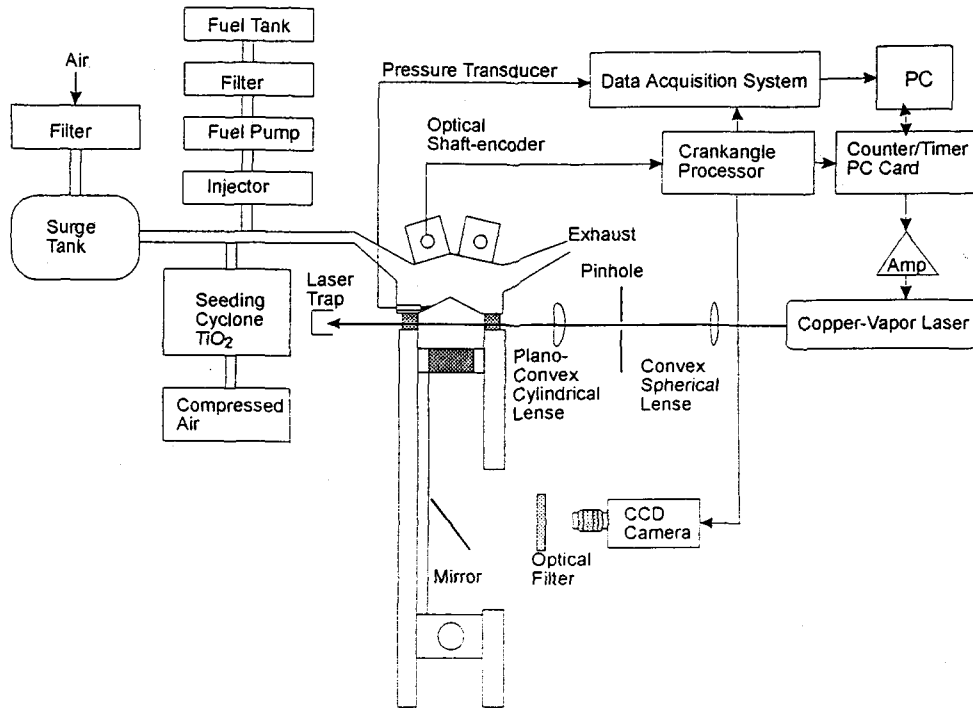 Fuel Tank
Air
Filter
Pressure Transducer
Data Acquisition System
PC
Filter
Fuel Pump
Optical
Shaft-encoder
Crankangle
Processor
Counter/Timer
PC Card
Injector
Surge
Tank
Exhaust
Amp
Pinhole
Laser
Trap
Seeding
Cyclone
TiO2
Copper-Vapor Laser
Plano-
Convex
Cylindrical
Lense
Convex
Spherical
Lense
Compressed
Air
CCD
Camera
Optical
Filter
Mirror